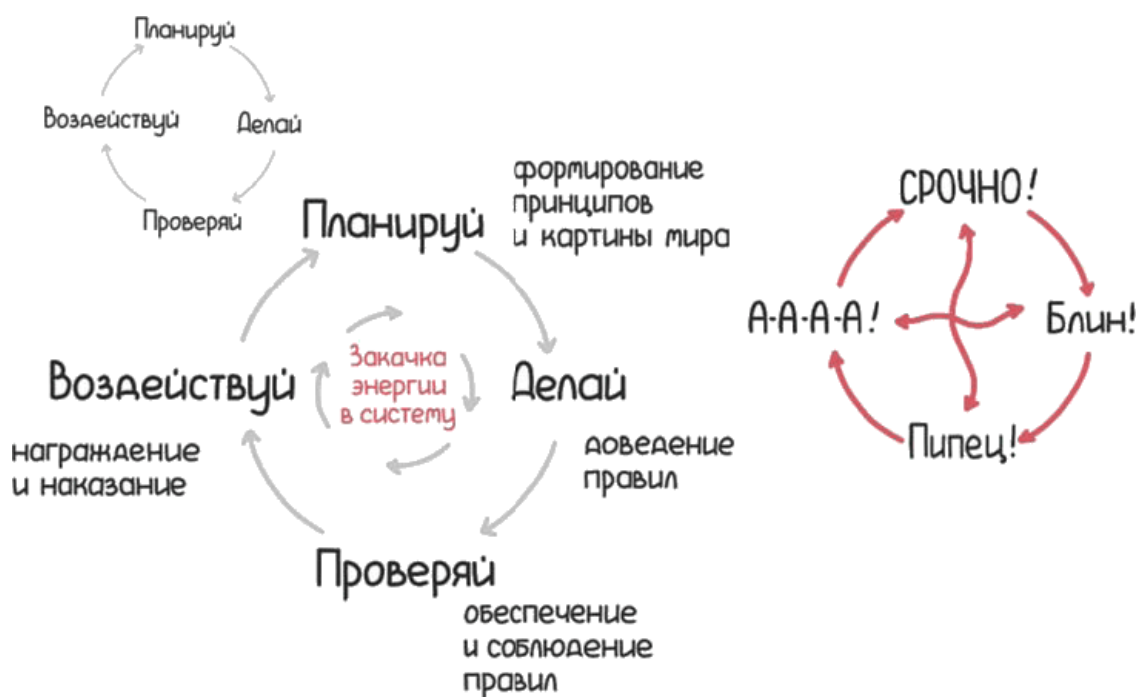 Планируй
Воздействуй
Делай
Проверяй
Планируй
формирование
принципов
и картины мира
Воздействуй
Закачка
энергии
в систему
Делай
награждение
и наказание
доведение
правил
Проверяй
обеспечение
и соблюдение
правил
СРОЧНО!
А-А-А-А!
Блин!
Пипец!